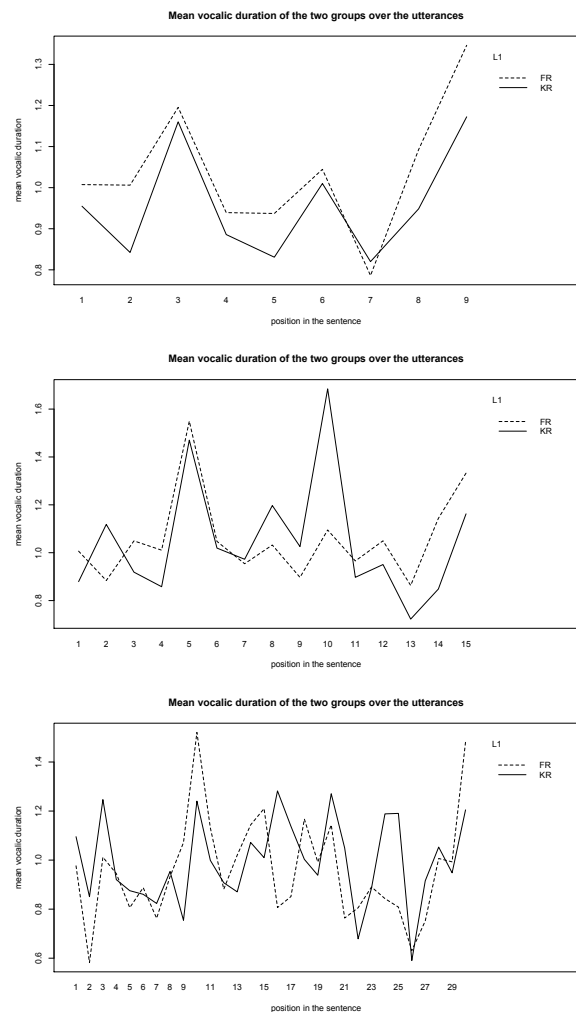 Mean vocalic duration of the two groups over the utterances
L1
FR
KR
mean vocalic duration
1.3
1.2
1.1
1.0
0.9
0.8
1 2 3 4 5 6 7 8 9
position in the sentence
Mean vocalic duration of the two groups over the utterances
L1
FR
KR
mean vocalic duration
1.6
1.4
1.2
1.0
0.8
1 2 3 4 5 6 7 8 9 10 11 12 13 14 15
position in the sentence
Mean vocalic duration of the two groups over the utterances
L1
FR
KR
mean vocalic duration
1.4
1.2
1.0
0.8
0.6
1 2 3 4 5 6 7 8 9 11 13 15 17 19 21 23 25 27 29
position in the sentence